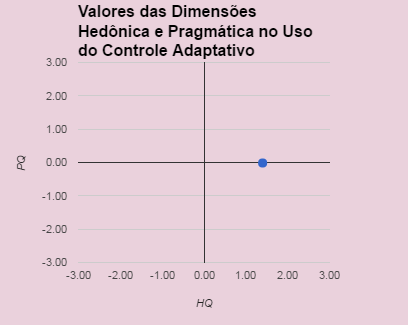 Valores das Dimensões
Hedônica e Pragmática no Uso
do Controle Adaptativo
3.00
2.00
1.00
PQ
0.00
-1.00
-2.00
-3.00
-3.00 -2.00 -1.00 0.00 1.00 2.00 3.00
HQ